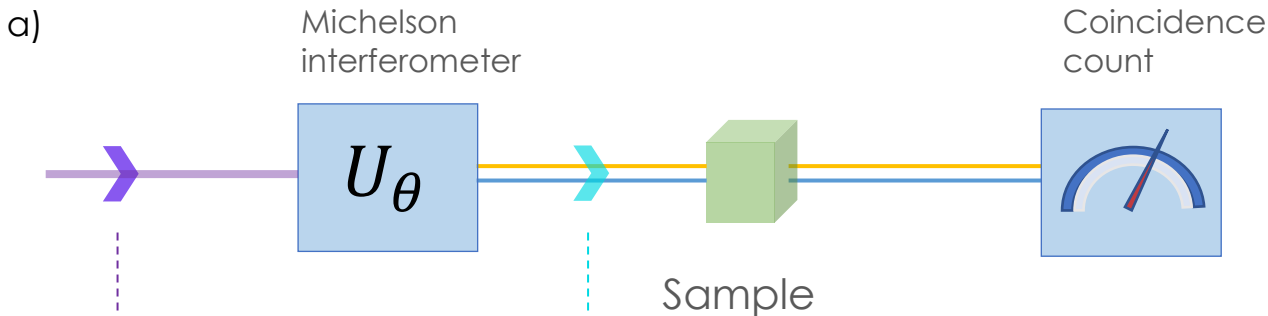 a)
Michelson
interferometer
Coincidence
count
U_θ
Sample